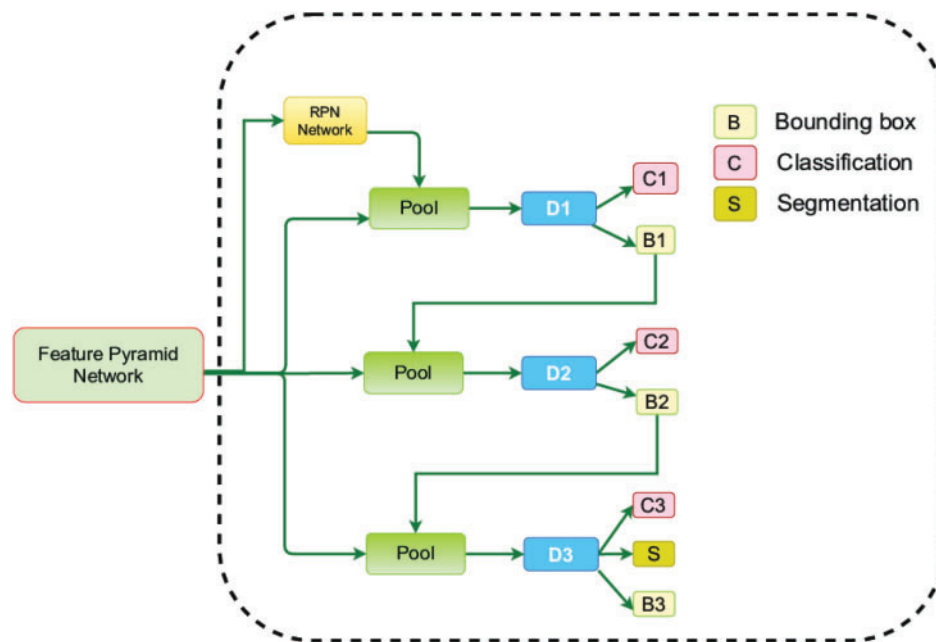 RPN
Network
B Bounding box
C Classification
S Segmentation
C1
Pool
D1
B1
Feature Pyramid
Network
C2
Pool
D2
B2
C3
Pool
D3
S
B3